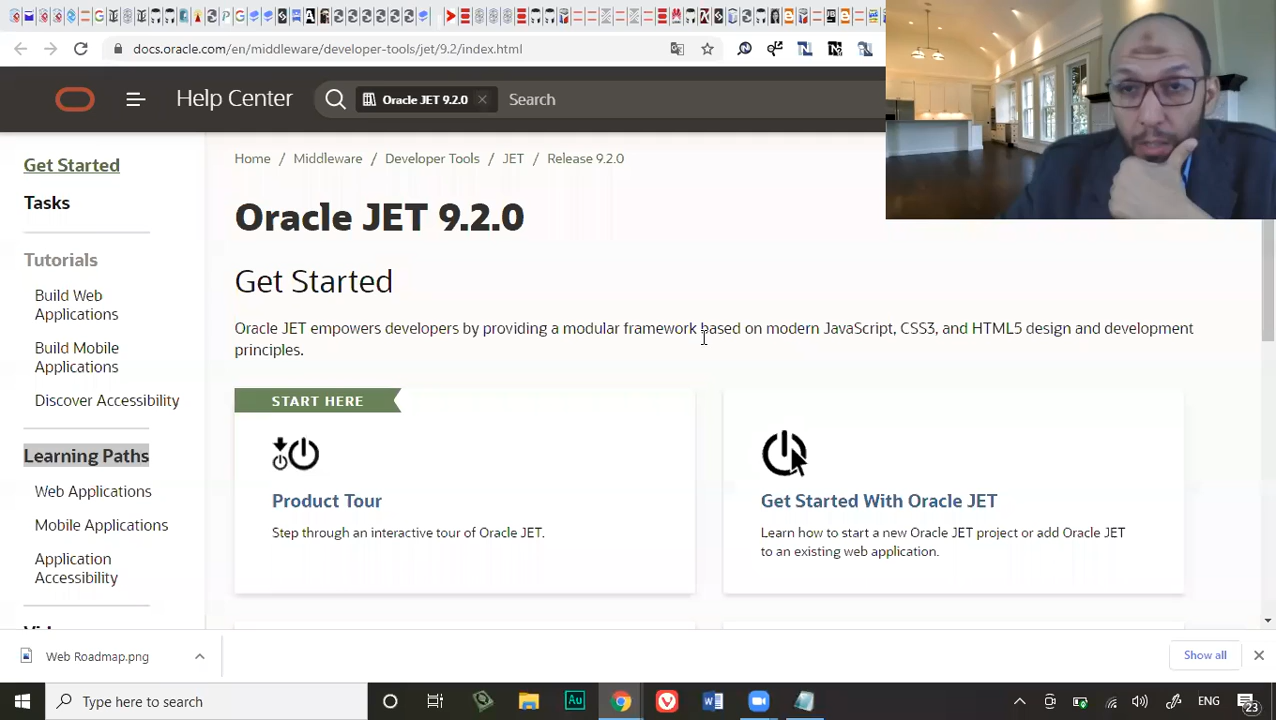 docs.oracle.com/en/middleware/developer-tools/jet/9.2/index.html
Help Center
Oracle JET 9.2.0
Search
Get Started
Tasks
Tutorials
Build Web
Applications
Build Mobile
Applications
Discover Accessibility
Learning Paths
Web Applications
Mobile Applications
Application
Accessibility
Home / Middleware / Developer Tools / JET / Release 9.2.0
Oracle JET 9.2.0
Get Started
Oracle JET empowers developers by providing a modular framework based on modern JavaScript, CSS3, and HTML5 design and development
principles.
START HERE
Product Tour
Step through an interactive tour of Oracle JET.
Get Started With Oracle JET
Learn how to start a new Oracle JET project or add Oracle JET
to an existing web application.
Web Roadmap.png
Show all
Type here to search
Au
ENG
23